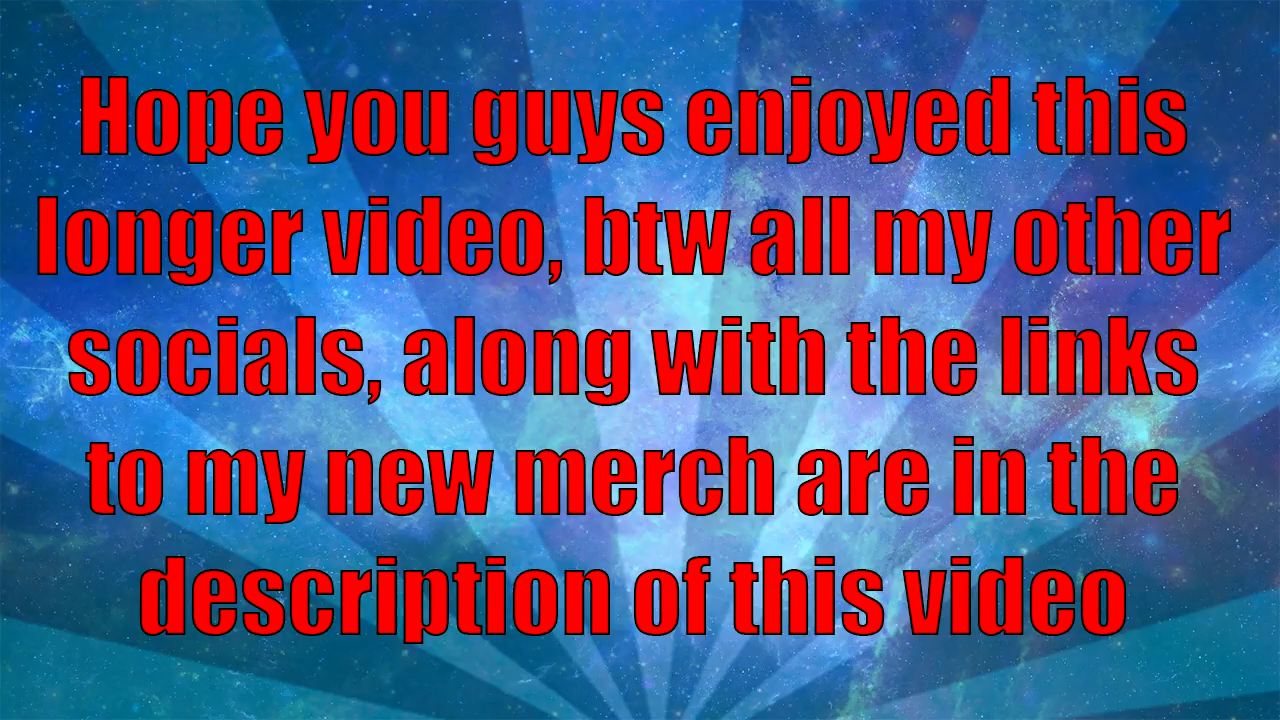 Hope you guys enjoyed this
longer video, btw all my other
socials, along with the links
to my new merch are in the
description of this video